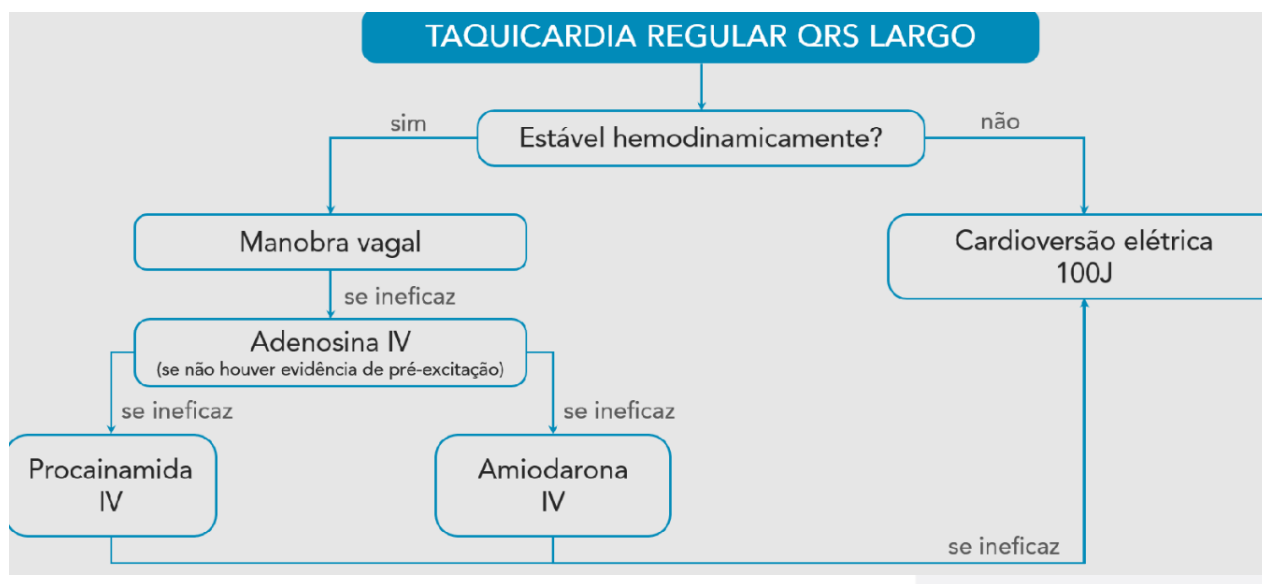 TAQUICARDIA REGULAR QRS LARGO
sim
Estável hemodinamicamente?
não
Manobra vagal
Cardioversão elétrica
100J
se ineficaz
Adenosina IV
(se não houver evidência de pré-excitação)
se ineficaz
se ineficaz
Procainamida
IV
Amiodarona
IV
se ineficaz